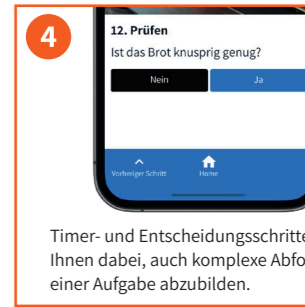 4
12. Prüfen
Ist das Brot knusprig genug?
Nein Ja
Vorheriger Schritt Home
Timer- und Entscheidungsschritte
Ihnen dabei, auch komplexe Abfo
einer Aufgabe abzubilden.